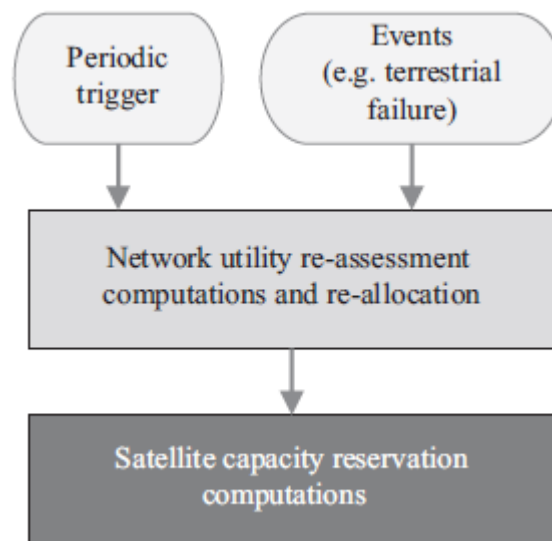 Periodic
trigger
Events
(e.g. terrestrial
failure)
Network utility re-assessment
computations and re-allocation
Satellite capacity reservation
computations